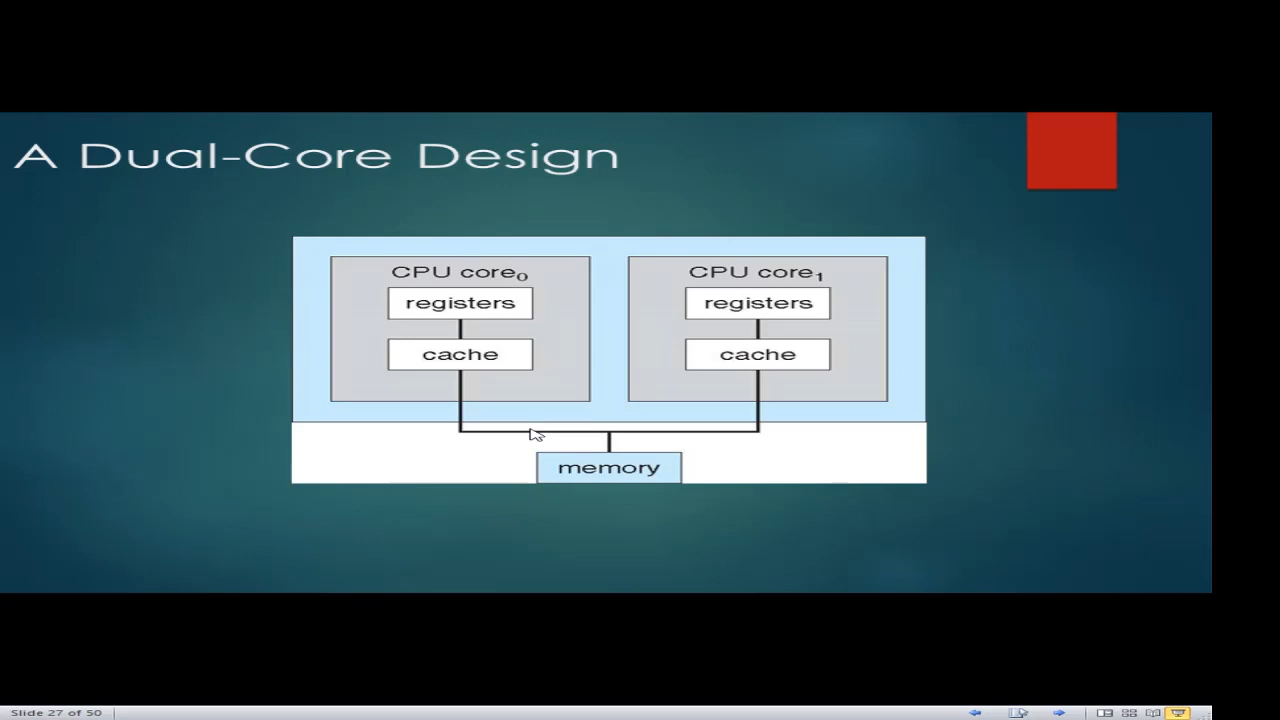 A Dual-Core Design
CPU core₀
CPU core₁
registers
registers
cache
cache
memory
Slide 27 of 50